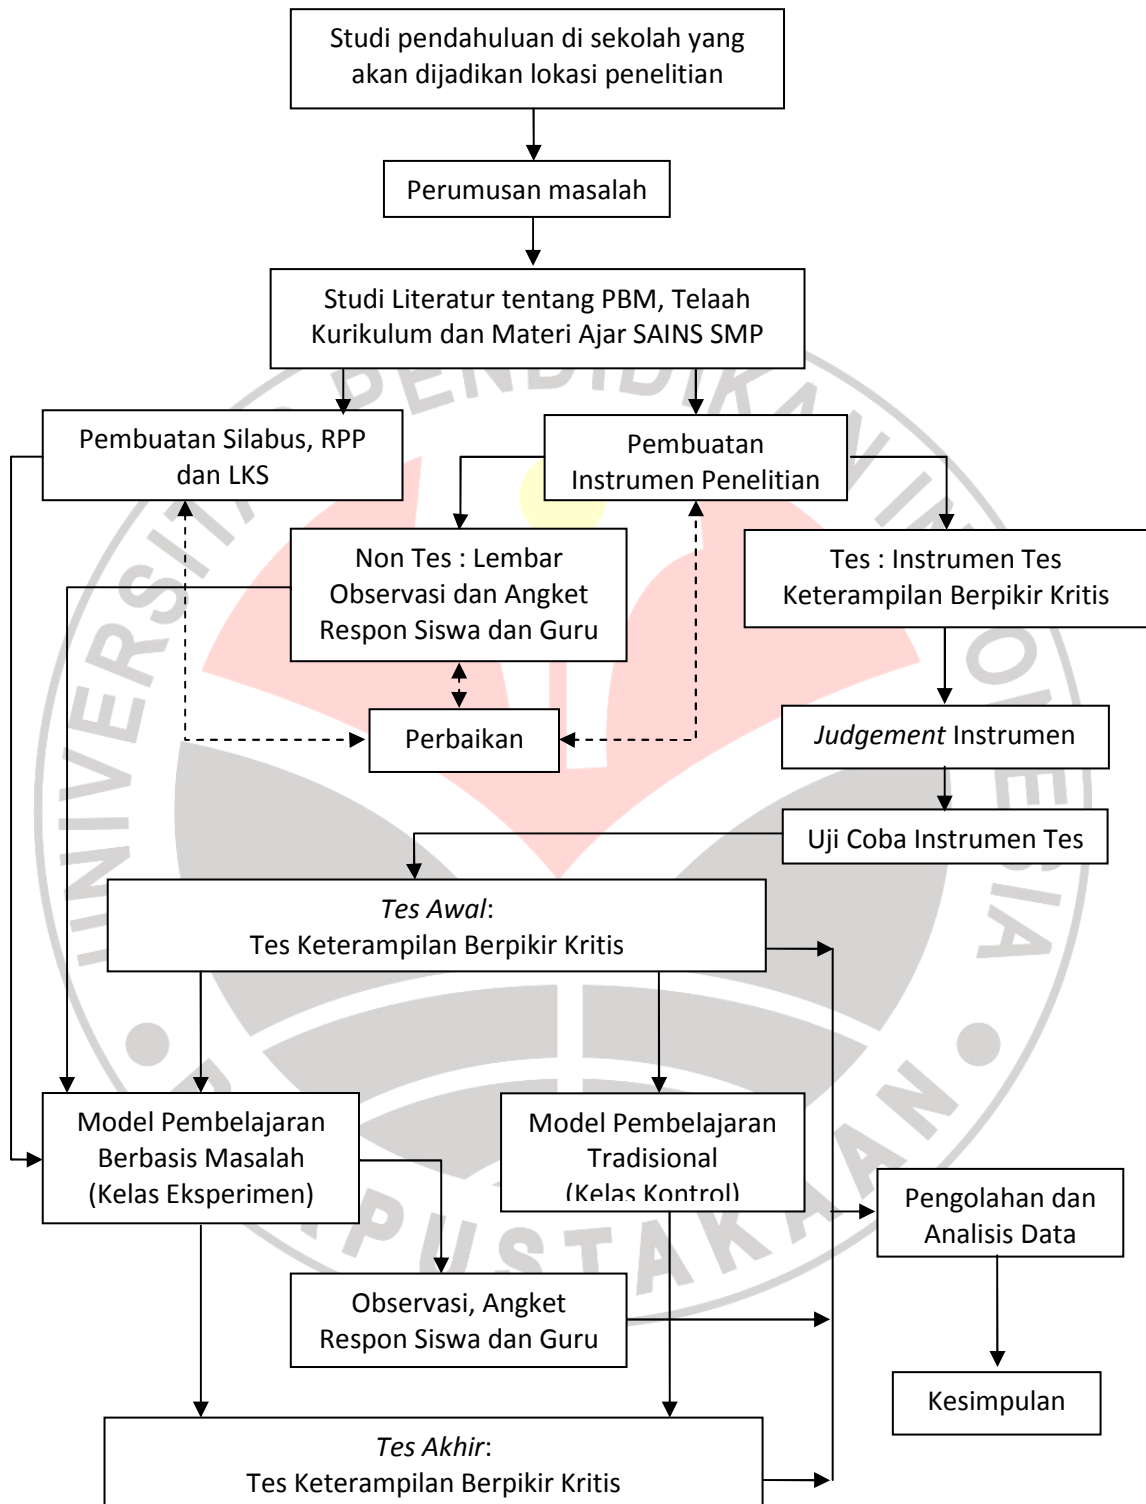 Studi pendahuluan di sekolah yang
akan dijadikan lokasi penelitian
Perumusan masalah
Studi Literatur tentang PBM, Telaah
Kurikulum dan Materi Ajar SAINS SMP
Pembuatan Silabus, RPP
dan LKS
Pembuatan
Instrumen Penelitian
Non Tes : Lembar
Observasi dan Angket
Respon Siswa dan Guru
Tes : Instrumen Tes
Keterampilan Berpikir Kritis
Perbaikan
Judgement Instrumen
Uji Coba Instrumen Tes
Tes Awal:
Tes Keterampilan Berpikir Kritis
Model Pembelajaran
Berbasis Masalah
(Kelas Eksperimen)
Model Pembelajaran
Tradisional
(Kelas Kontrol)
Pengolahan dan
Analisis Data
Observasi, Angket
Respon Siswa dan Guru
Kesimpulan
Tes Akhir:
Tes Keterampilan Berpikir Kritis
UNIVERSITAS PENDIDIKAN INDONESIA
PERPUSTAKAAN